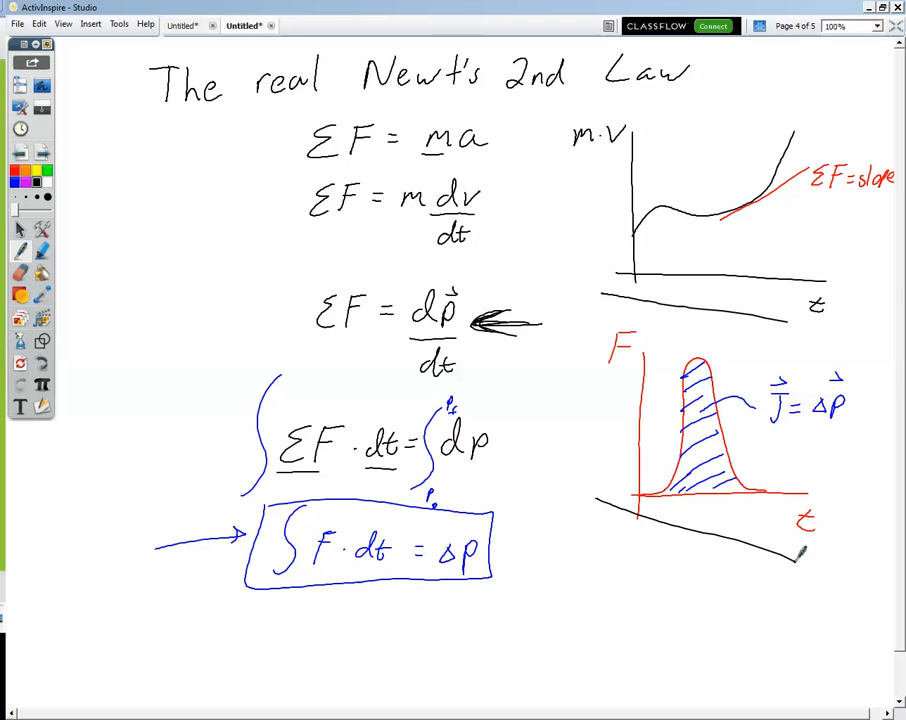 ActivInspire - Studio
File Edit View Insert Tools Help
Untitled* Untitled*
CLASSFLOW Connect
Page 4 of 5 100%
The real Newt's 2nd Law
ΣF = ma
ΣF = m dv/dt
ΣF = dp⃗/dt
∫ ΣF · dt = ∫ dp
Pf
P₀
∫ F · dt = Δp
m·V
ΣF = slope
t
F
J⃗ = Δp⃗
t